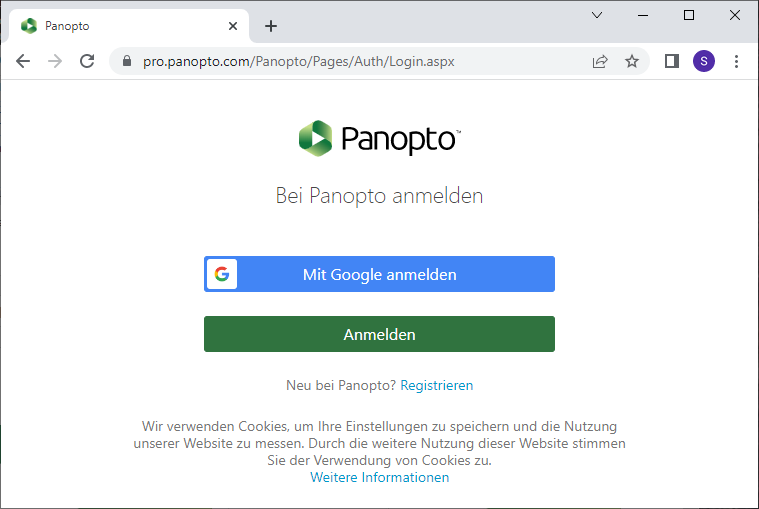 Panopto
pro.panopto.com/Panopto/Pages/Auth/Login.aspx
S
Panopto™
Bei Panopto anmelden
G
Mit Google anmelden
Anmelden
Neu bei Panopto? Registrieren
Wir verwenden Cookies, um Ihre Einstellungen zu speichern und die Nutzung
unserer Website zu messen. Durch die weitere Nutzung dieser Website stimmen
Sie der Verwendung von Cookies zu.
Weitere Informationen